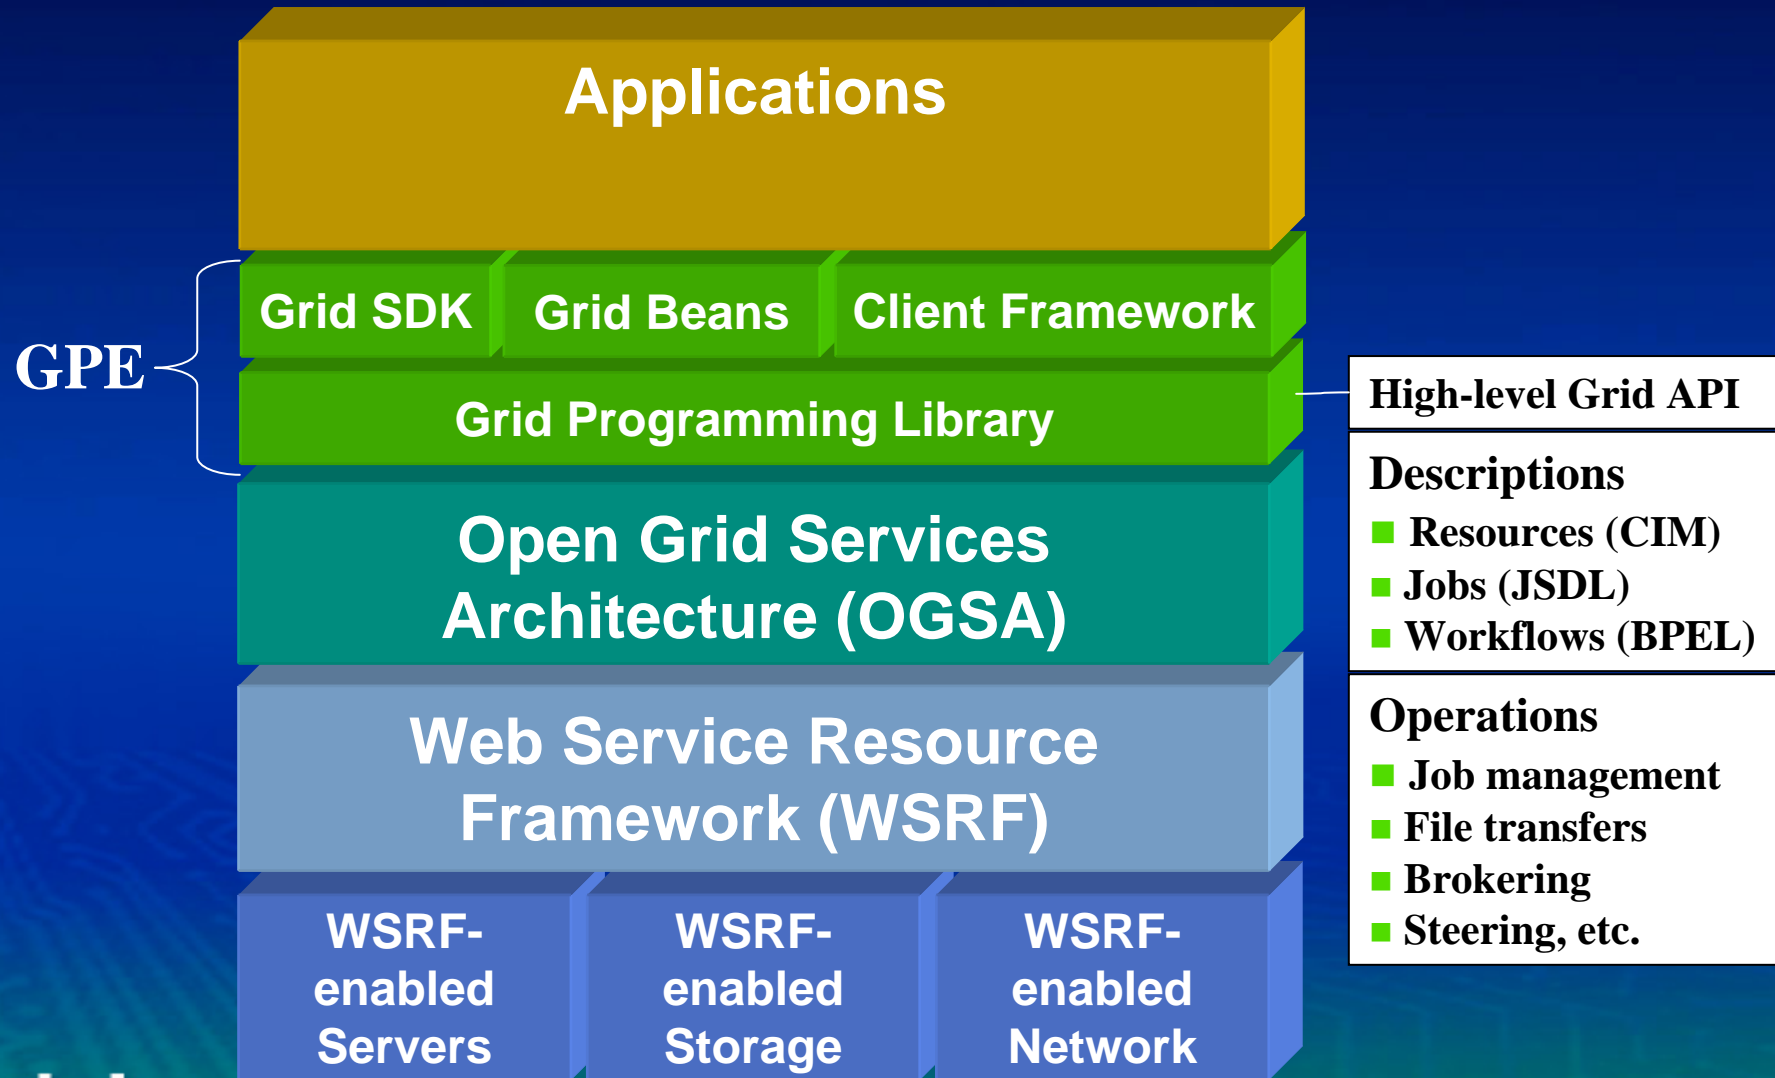 Applications
Grid SDK
Grid Beans
Client Framework
GPE
Grid Programming Library
High-level Grid API
Open Grid Services
Architecture (OGSA)
Web Service Resource
Framework (WSRF)
WSRF-
enabled
Servers
WSRF-
enabled
Storage
WSRF-
enabled
Network
Descriptions
Resources (CIM)
Jobs (JSDL)
Workflows (BPEL)
Operations
Job management
File transfers
Brokering
Steering, etc.